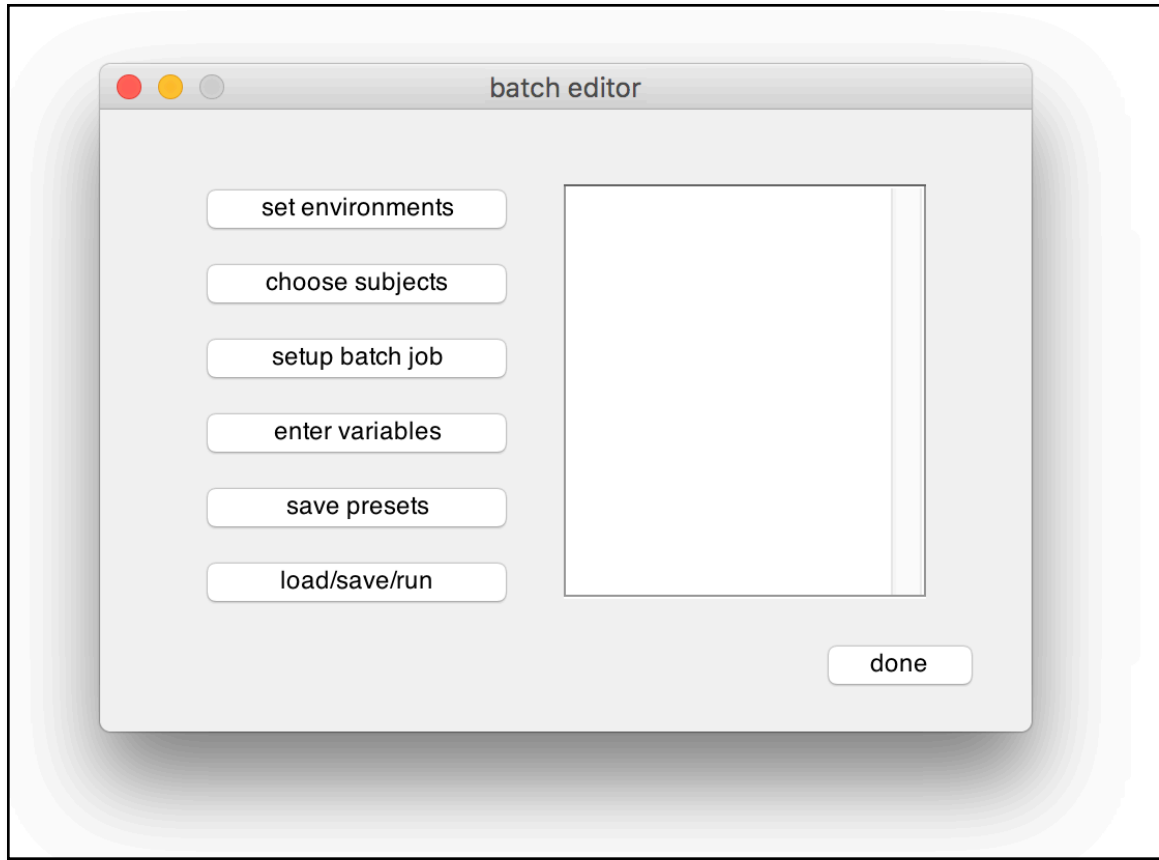 batch editor
set environments
choose subjects
setup batch job
enter variables
save presets
load/save/run
done